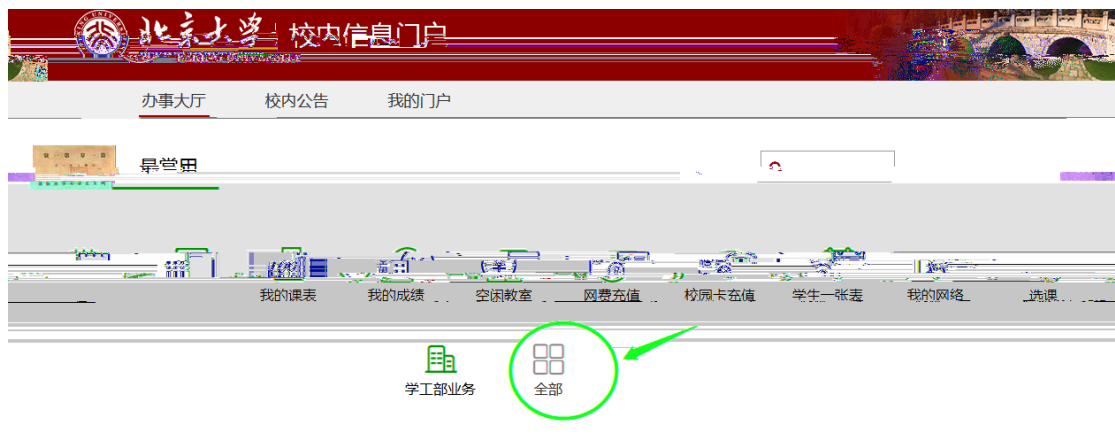 北京大学 校内信息门户
办事大厅 校内公告 我的门户
最常用
我的课表 我的成绩 空闲教室 网费充值 校园卡充值 学生一张表 我的网络 选课
学工部业务 全部